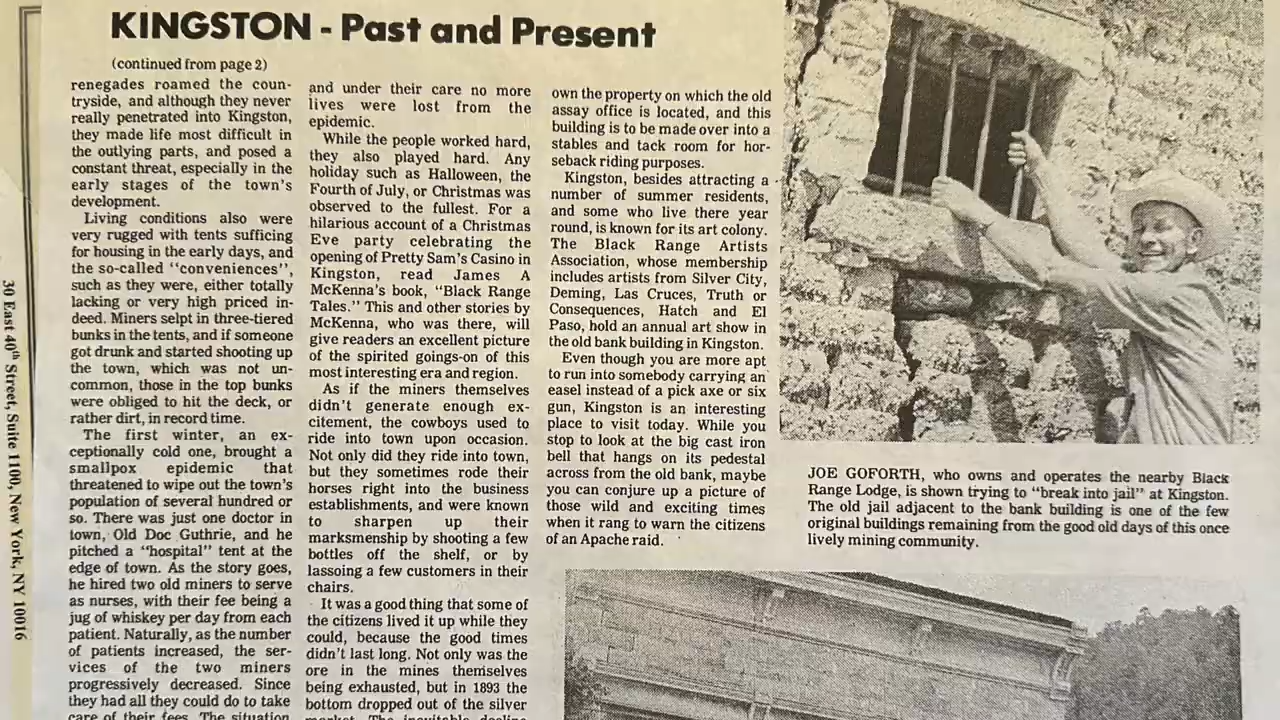 KINGSTON - Past and Present
(continued from page 2)
renegades roamed the coun-
tryside, and although they never
really penetrated into Kingston,
they made life most difficult in
the outlying parts, and posed a
constant threat, especially in the
early stages of the town's
development.
Living conditions also were
very rugged with tents sufficing
for housing in the early days, and
the so-called "conveniences",
such as they were, either totally
lacking or very high priced in-
deed. Miners selpt in three-tiered
bunks in the tents, and if someone
got drunk and started shooting up
the town, which was not un-
common, those in the top bunks
were obliged to hit the deck, or
rather dirt, in record time.
The first winter, an ex-
ceptionally cold one, brought a
smallpox epidemic that
threatened to wipe out the town's
population of several hundred or
so. There was just one doctor in
town, Old Doc Guthrie, and he
pitched a "hospital" tent at the
edge of town. As the story goes,
he hired two old miners to serve
as nurses, with their fee being a
jug of whiskey per day from each
patient. Naturally, as the number
of patients increased, the ser-
vices of the two miners
progressively decreased. Since
they had all they could do to take
care of their fees. The situation
and under their care no more
lives were lost from the
epidemic.
While the people worked hard,
they also played hard. Any
holiday such as Halloween, the
Fourth of July, or Christmas was
observed to the fullest. For a
hilarious account of a Christmas
Eve party celebrating the
opening of Pretty Sam's Casino in
Kingston, read James A
McKenna's book, "Black Range
Tales." This and other stories by
McKenna, who was there, will
give readers an excellent picture
of the spirited goings-on of this
most interesting era and region.
As if the miners themselves
didn't generate enough ex-
citement, the cowboys used to
ride into town upon occasion.
Not only did they ride into town,
but they sometimes rode their
horses right into the business
establishments, and were known
to sharpen up their
marksmenship by shooting a few
bottles off the shelf, or by
lassoing a few customers in their
chairs.
It was a good thing that some of
the citizens lived it up while they
could, because the good times
didn't last long. Not only was the
ore in the mines themselves
being exhausted, but in 1893 the
bottom dropped out of the silver
market. The inevitable decline
own the property on which the old
assay office is located, and this
building is to be made over into a
stables and tack room for hor-
seback riding purposes.
Kingston, besides attracting a
number of summer residents,
and some who live there year
round, is known for its art colony.
The Black Range Artists
Association, whose membership
includes artists from Silver City,
Deming, Las Cruces, Truth or
Consequences, Hatch and El
Paso, hold an annual art show in
the old bank building in Kingston.
Even though you are more apt
to run into somebody carrying an
easel instead of a pick axe or six
gun, Kingston is an interesting
place to visit today. While you
stop to look at the big cast iron
bell that hangs on its pedestal
across from the old bank, maybe
you can conjure up a picture of
those wild and exciting times
when it rang to warn the citizens
of an Apache raid.
JOE GOFORTH, who owns and operates the nearby Black
Range Lodge, is shown trying to "break into jail" at Kingston.
The old jail adjacent to the bank building is one of the few
original buildings remaining from the good old days of this once
lively mining community.
30 East 40th Street, Suite 1100, New York, NY 10016